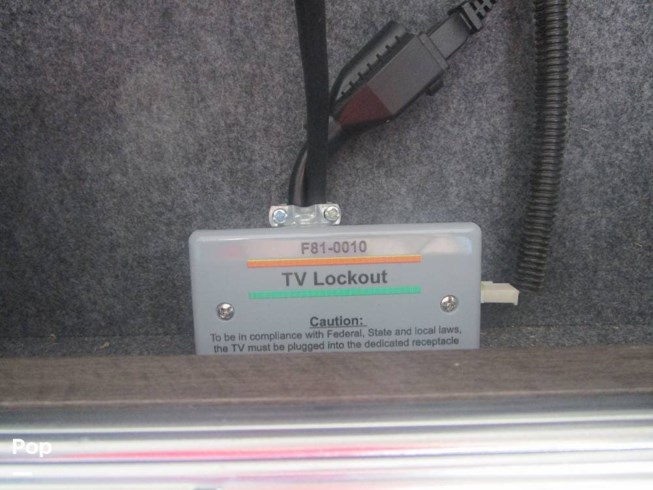 F81-0010
TV Lockout
Caution:
To be in compliance with Federal, State and local laws,
the TV must be plugged into the dedicated receptacle
Pop